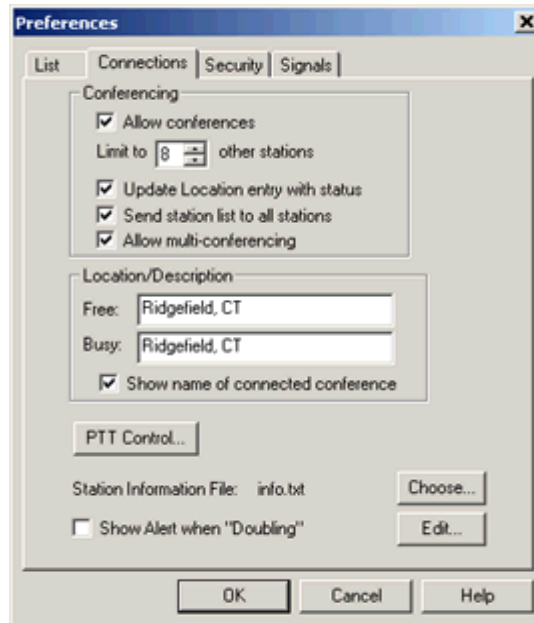 Preferences
List Connections Security Signals
Conferencing
Allow conferences
Limit to 8 other stations
Update Location entry with status
Send station list to all stations
Allow multi-conferencing
Location/Description
Free: Ridgefield, CT
Busy: Ridgefield, CT
Show name of connected conference
PTT Control...
Station Information File: info.txt Choose...
Show Alert when "Doubling" Edit...
OK Cancel Help